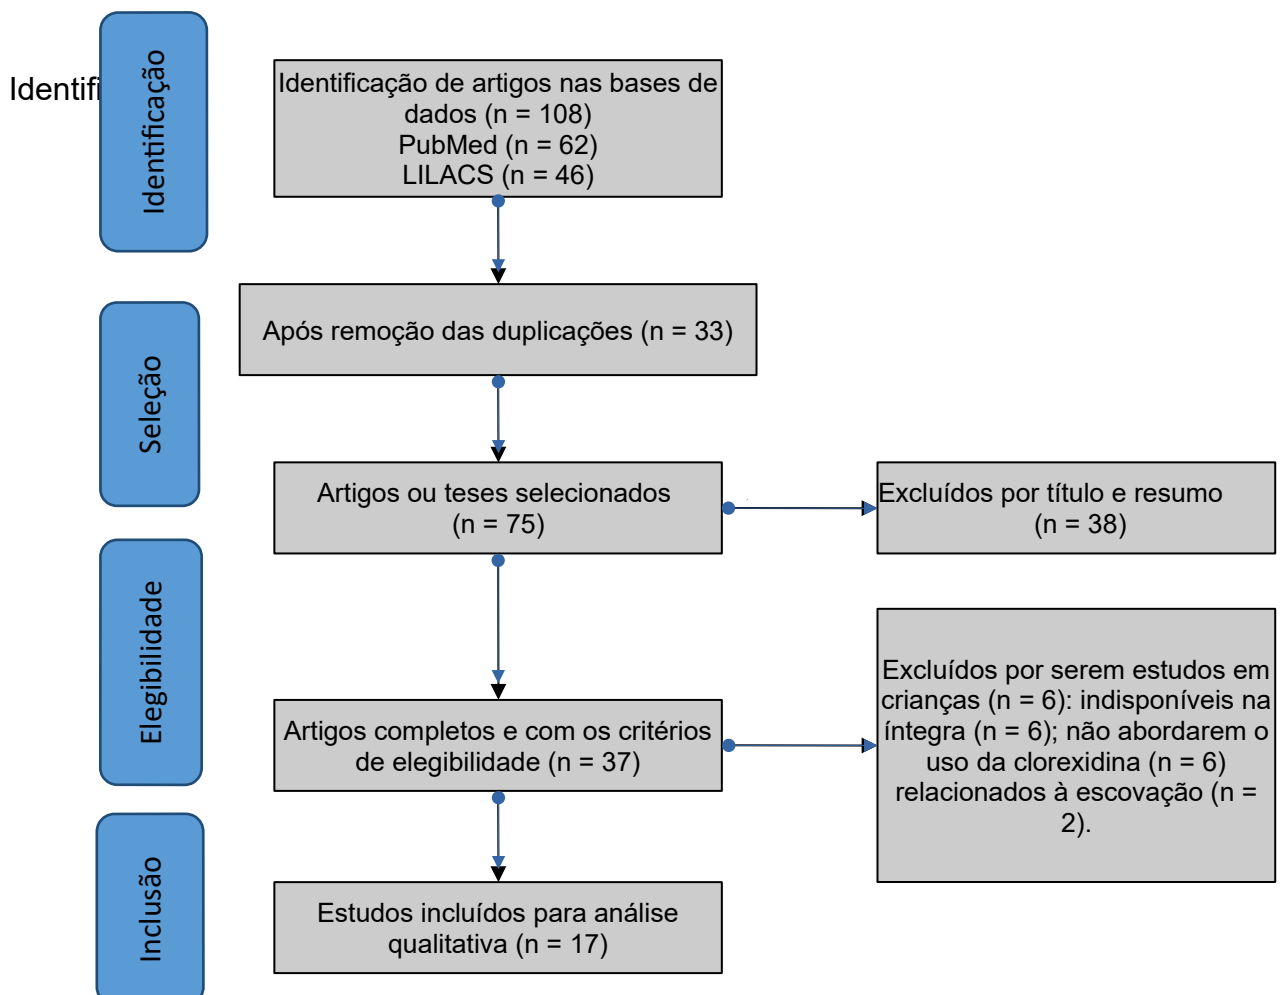 Identifi
Identificação
Identificação de artigos nas bases de
dados (n = 108)
PubMed (n = 62)
LILACS (n = 46)
Seleção
Após remoção das duplicações (n = 33)
Artigos ou teses selecionados
(n = 75)
Excluídos por título e resumo
(n = 38)
Elegibilidade
Artigos completos e com os critérios
de elegibilidade (n = 37)
Excluídos por serem estudos em
crianças (n = 6): indisponíveis na
íntegra (n = 6); não abordarem o
uso da clorexidina (n = 6)
relacionados à escovação (n =
2).
Inclusão
Estudos incluídos para análise
qualitativa (n = 17)